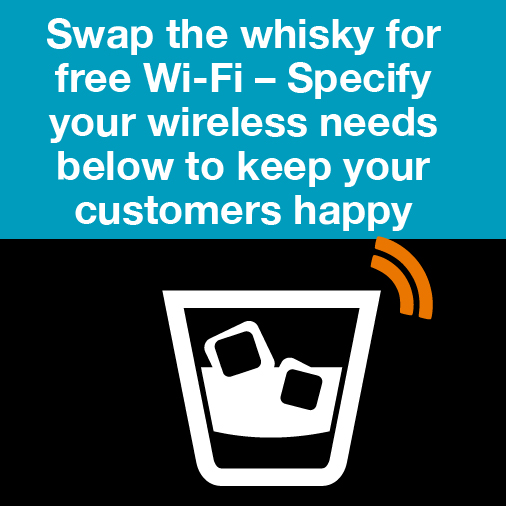 Swap the whisky for
free Wi-Fi – Specify
your wireless needs
below to keep your
customers happy